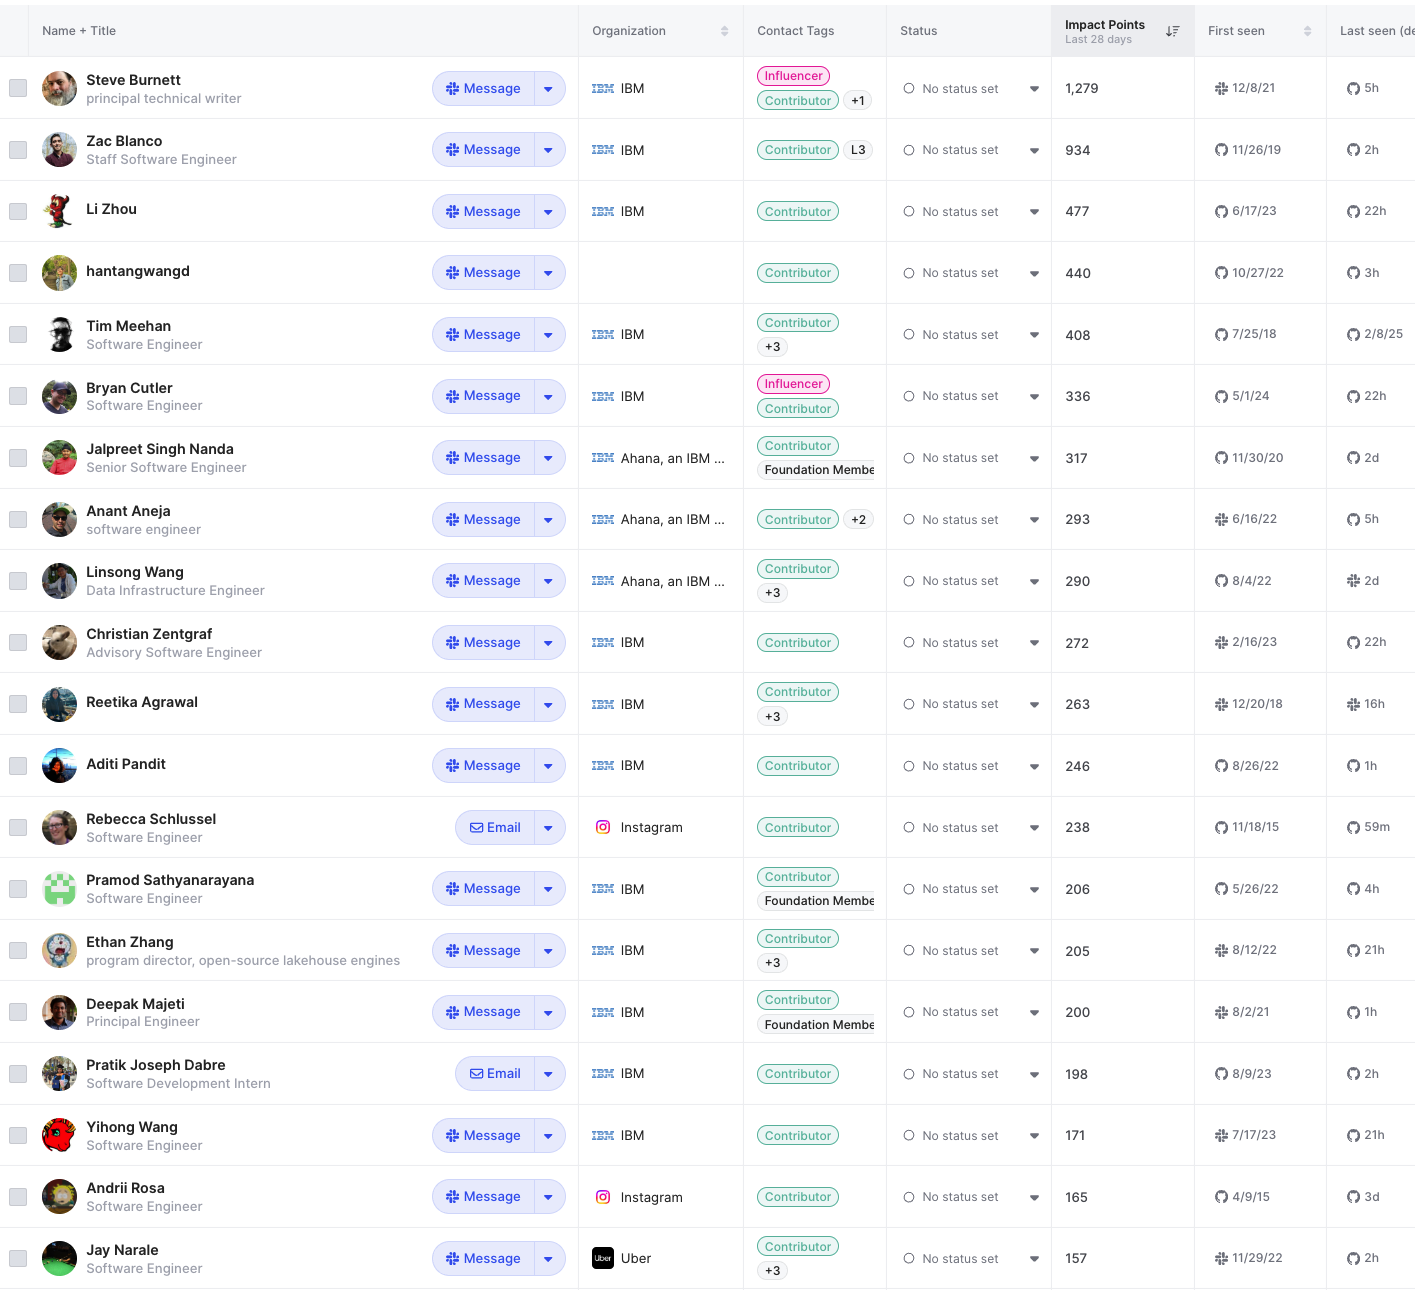 Name + Title Organization Contact Tags Status Impact Points First seen Last seen (de
Last 28 days
Steve Burnett
principal technical writer
Message IBM IBM Influencer
Contributor +1 No status set 1,279 12/8/21 5h
Zac Blanco
Staff Software Engineer
Message IBM IBM Contributor L3 No status set 934 11/26/19 2h
Li Zhou
Message IBM IBM Contributor No status set 477 6/17/23 22h
hantangwangd
Message Contributor No status set 440 10/27/22 3h
Tim Meehan
Software Engineer
Message IBM IBM Contributor
+3 No status set 408 7/25/18 2/8/25
Bryan Cutler
Software Engineer
Message IBM IBM Influencer
Contributor No status set 336 5/1/24 22h
Jalpreet Singh Nanda
Senior Software Engineer
Message IBM Ahana, an IBM ... Contributor
Foundation Membe No status set 317 11/30/20 2d
Anant Aneja
software engineer
Message IBM Ahana, an IBM ... Contributor +2 No status set 293 6/16/22 5h
Linsong Wang
Data Infrastructure Engineer
Message IBM Ahana, an IBM ... Contributor
+3 No status set 290 8/4/22 2d
Christian Zentgraf
Advisory Software Engineer
Message IBM IBM Contributor No status set 272 2/16/23 22h
Reetika Agrawal
Message IBM IBM Contributor
+3 No status set 263 12/20/18 16h
Aditi Pandit
Message IBM IBM Contributor No status set 246 8/26/22 1h
Rebecca Schlussel
Software Engineer
Email Instagram Contributor No status set 238 11/18/15 59m
Pramod Sathyanarayana
Software Engineer
Message IBM IBM Contributor
Foundation Membe No status set 206 5/26/22 4h
Ethan Zhang
program director, open-source lakehouse engines
Message IBM IBM Contributor
+3 No status set 205 8/12/22 21h
Deepak Majeti
Principal Engineer
Message IBM IBM Contributor
Foundation Membe No status set 200 8/2/21 1h
Pratik Joseph Dabre
Software Development Intern
Email IBM IBM Contributor No status set 198 8/9/23 2h
Yihong Wang
Software Engineer
Message IBM IBM Contributor No status set 171 7/17/23 21h
Andrii Rosa
Software Engineer
Message Instagram Contributor No status set 165 4/9/15 3d
Jay Narale
Software Engineer
Message Uber Uber Contributor
+3 No status set 157 11/29/22 2h